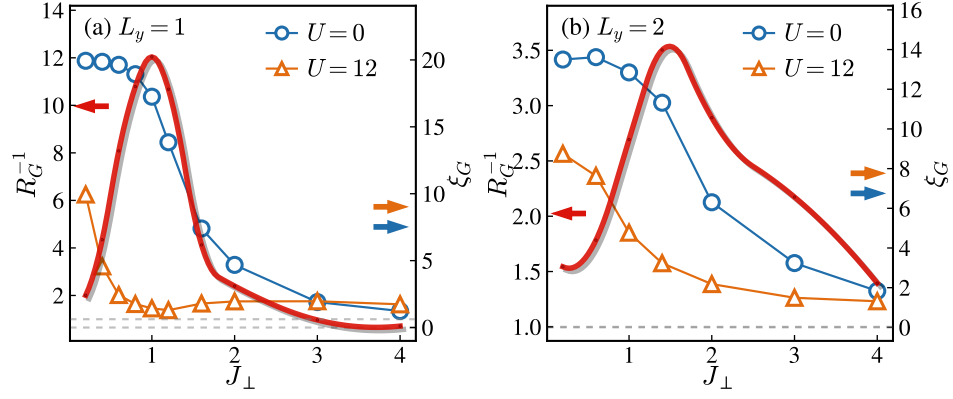 (a) L_y = 1
U = 0
U = 12
14
12
10
8
6
4
2
R_G^{-1}
20
15
10
5
0
ξ_G
1
2
3
4
J_⊥
(b) L_y = 2
U = 0
U = 12
3.5
3.0
2.5
2.0
1.5
1.0
R_G^{-1}
16
14
12
10
8
6
4
2
0
ξ_G
1
2
3
4
J_⊥